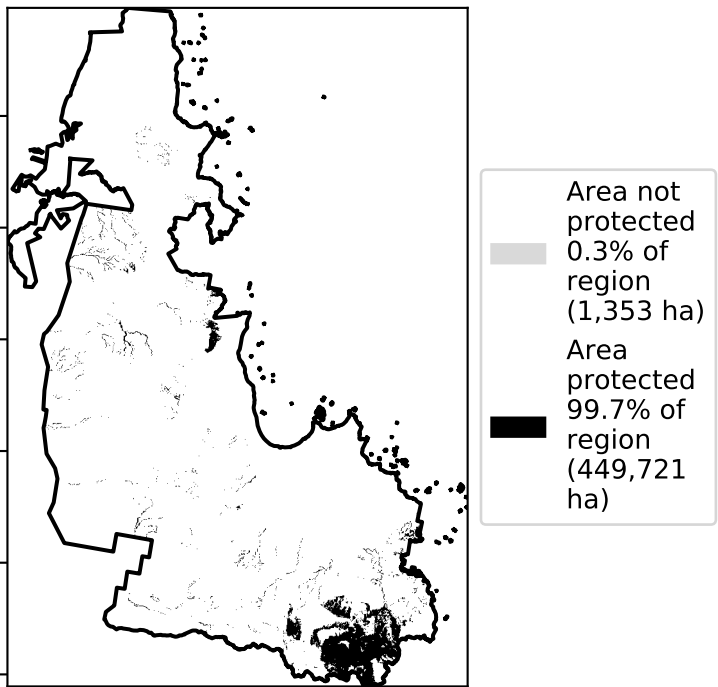 Area not
protected
0.3% of
region
(1,353 ha)
Area
protected
99.7% of
region
(449,721
ha)